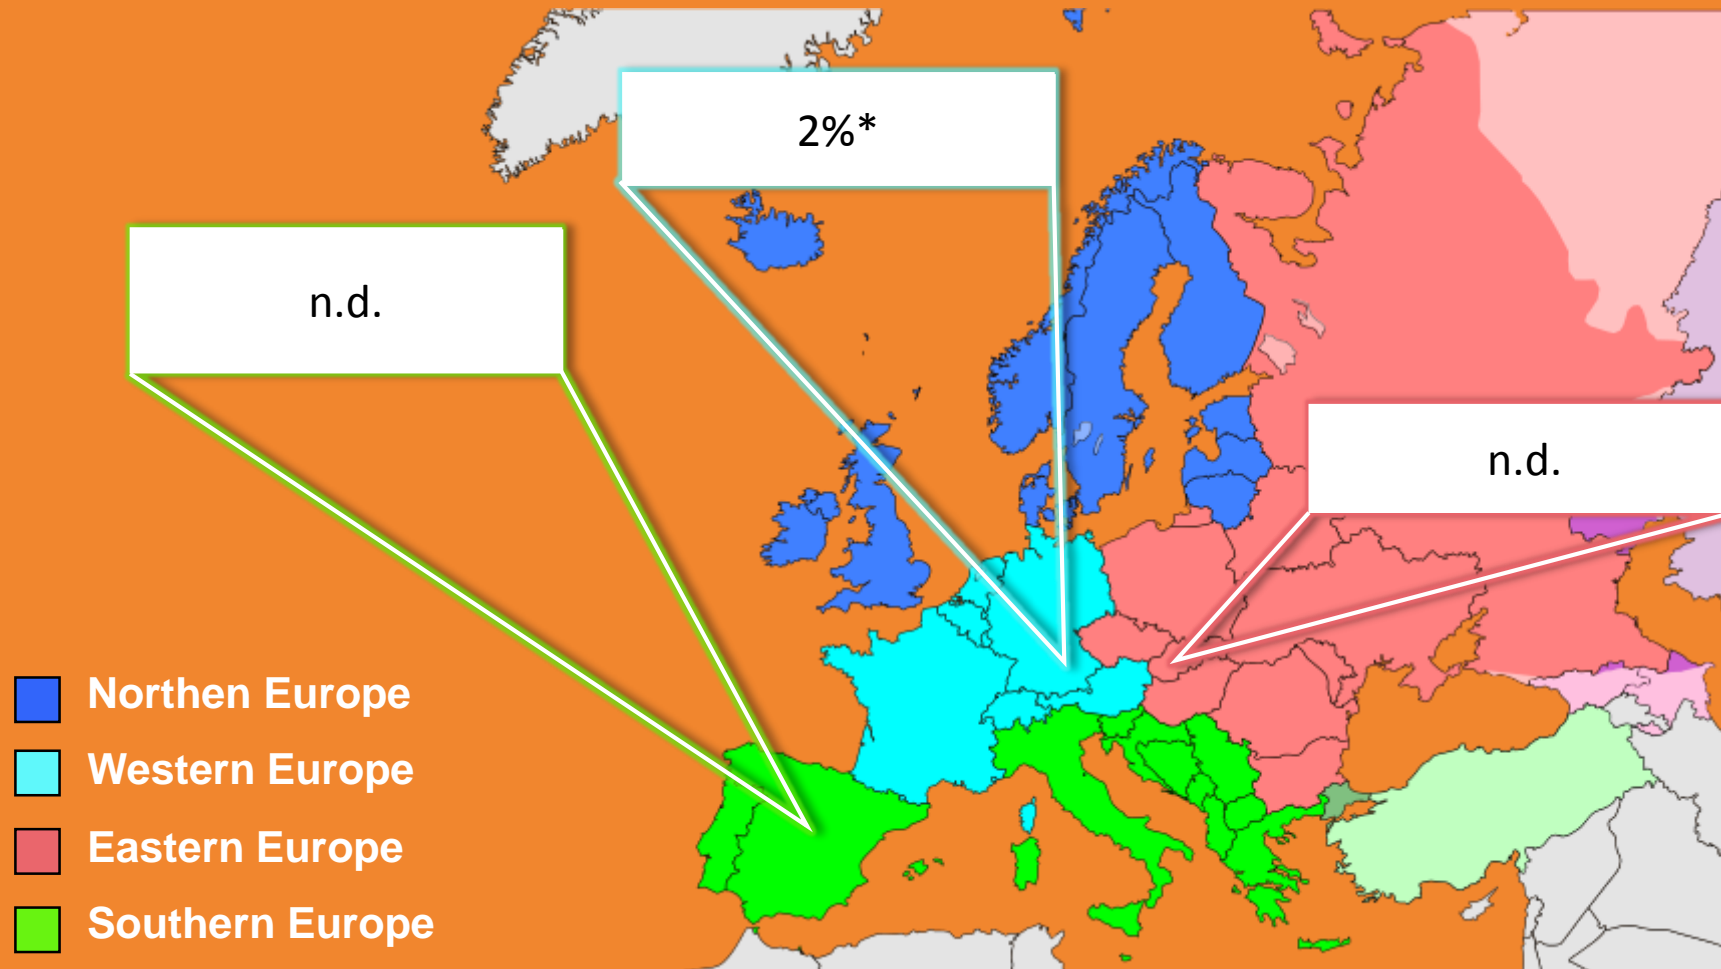 2%*
n.d.
n.d.
Northen Europe
Western Europe
Eastern Europe
Southern Europe